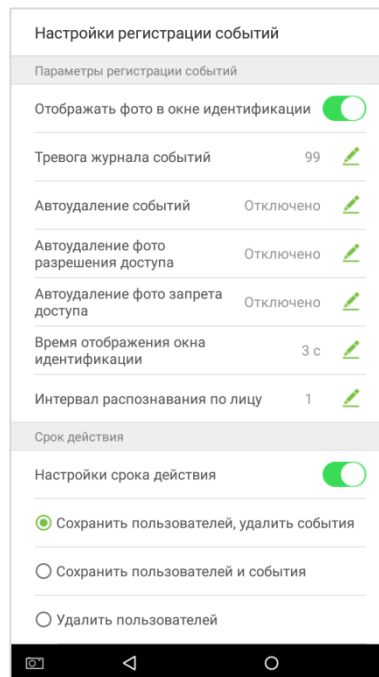 Настройки регистрации событий
Параметры регистрации событий
Отображать фото в окне идентификации
Тревога журнала событий 99
Автоудаление событий Отключено
Автоудаление фото
разрешения доступа Отключено
Автоудаление фото запрета
доступа Отключено
Время отображения окна
идентификации 3 с
Интервал распознавания по лицу 1
Срок действия
Настройки срока действия
Сохранить пользователей, удалить события
Сохранить пользователей и события
Удалить пользователей